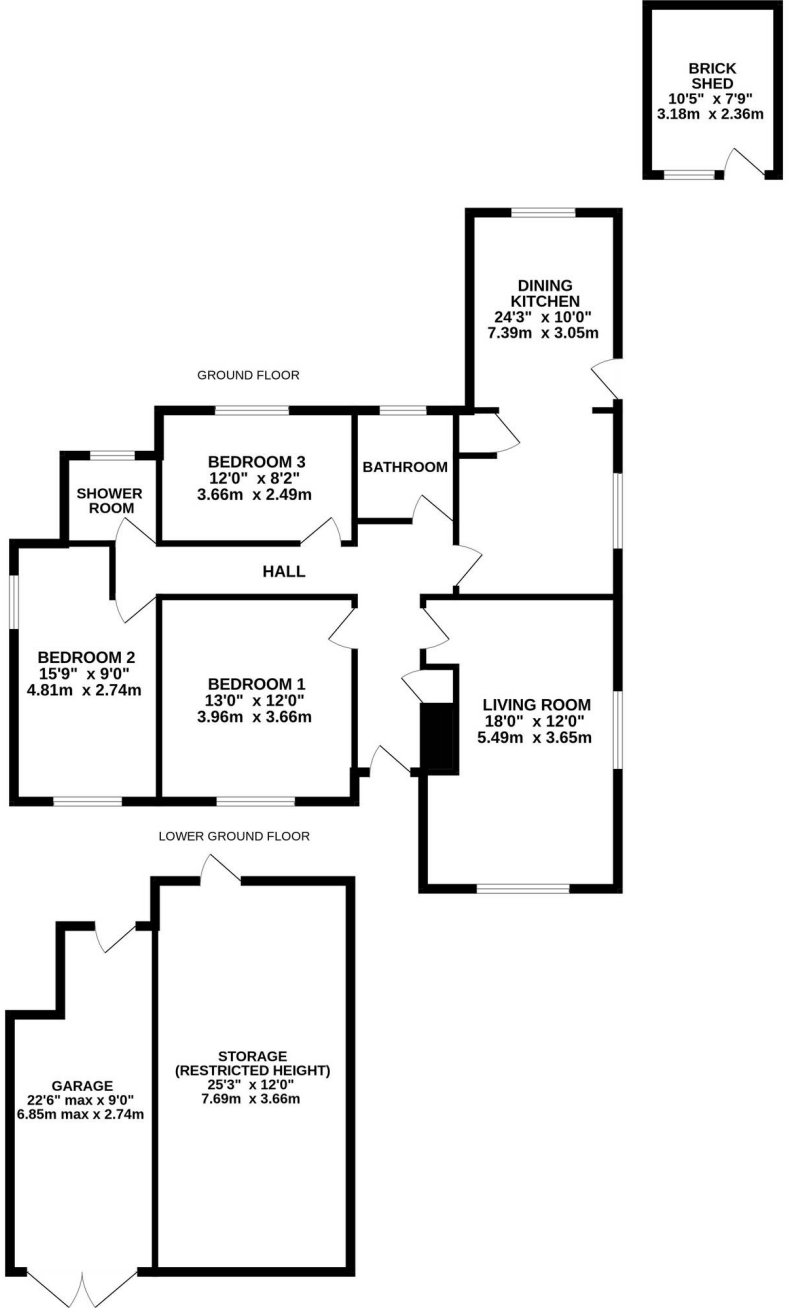 BRICK
SHED
10'5" x 7'9"
3.18m x 2.36m
DINING
KITCHEN
24'3" x 10'0"
7.39m x 3.05m
GROUND FLOOR
BEDROOM 3
12'0" x 8'2"
3.66m x 2.49m
BATHROOM
SHOWER
ROOM
HALL
BEDROOM 2
15'9" x 9'0"
4.81m x 2.74m
BEDROOM 1
13'0" x 12'0"
3.96m x 3.66m
LIVING ROOM
18'0" x 12'0"
5.49m x 3.65m
LOWER GROUND FLOOR
STORAGE
(RESTRICTED HEIGHT)
25'3" x 12'0"
7.69m x 3.66m
GARAGE
22'6" max x 9'0"
6.85m max x 2.74m